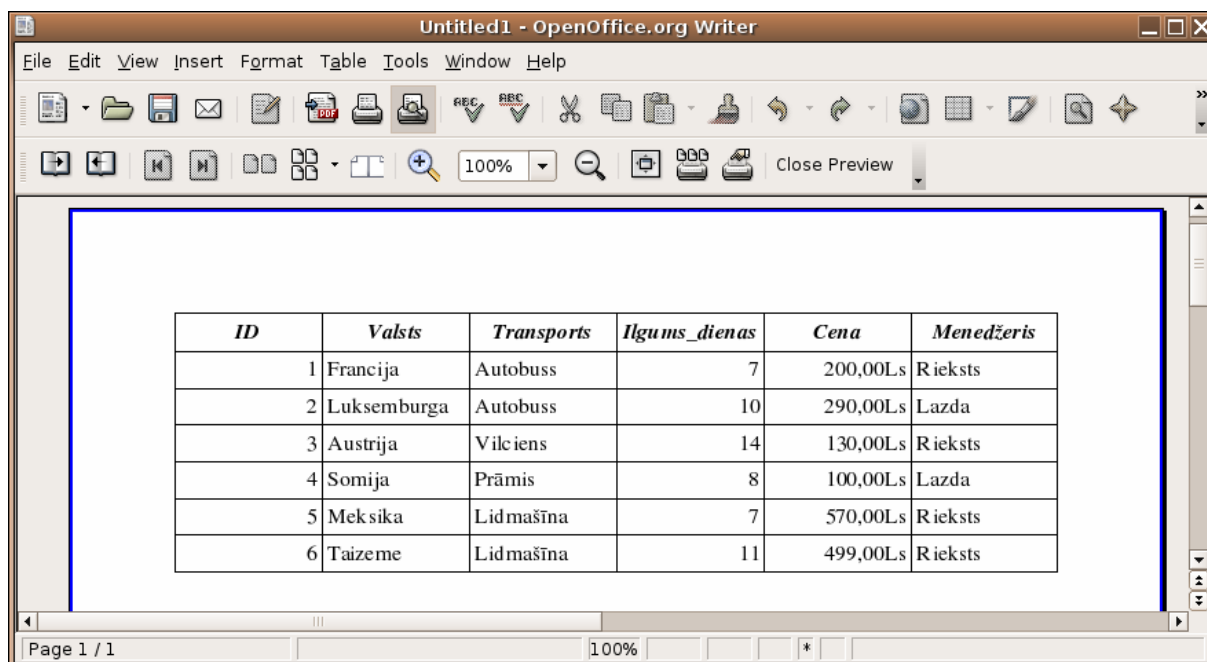 Untitled1 - OpenOffice.org Writer
File Edit View Insert Format Table Tools Window Help
ABC ABC
PDF
100% Close Preview
ID Valsts Transports Ilgums_dienas Cena Menedžeris
1 Francija Autobuss 7 200,00Ls Rieksts
2 Luksemburga Autobuss 10 290,00Ls Lazda
3 Austrija Vilciens 14 130,00Ls Rieksts
4 Somija Prāmis 8 100,00Ls Lazda
5 Meksika Lidmašīna 7 570,00Ls Rieksts
6 Taizeme Lidmašīna 11 499,00Ls Rieksts
Page 1 / 1 100% *